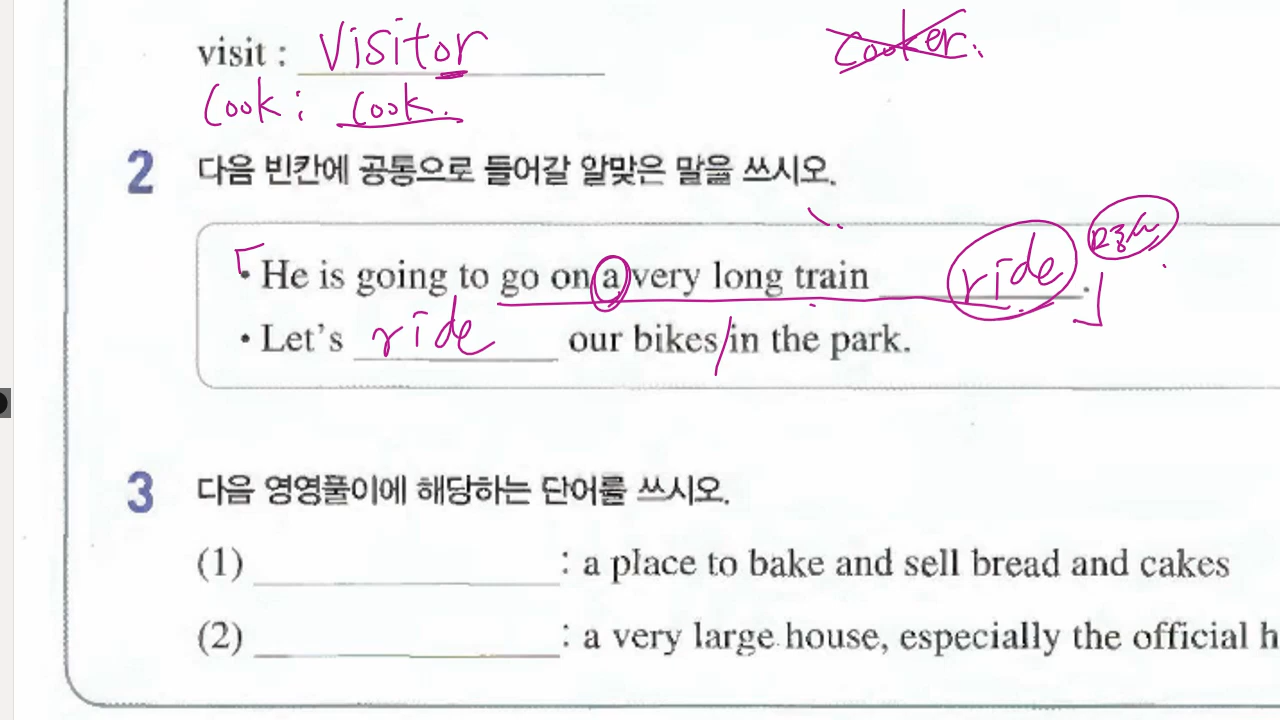 visit : visitor
cooker.
cook : cook.
2 다음 빈칸에 공통으로 들어갈 알맞은 말을 쓰시오.
• He is going to go on a very long train ride.
명사
• Let's ride our bikes / in the park.
3 다음 영영풀이에 해당하는 단어를 쓰시오.
(1) : a place to bake and sell bread and cakes
(2) : a very large house, especially the official h